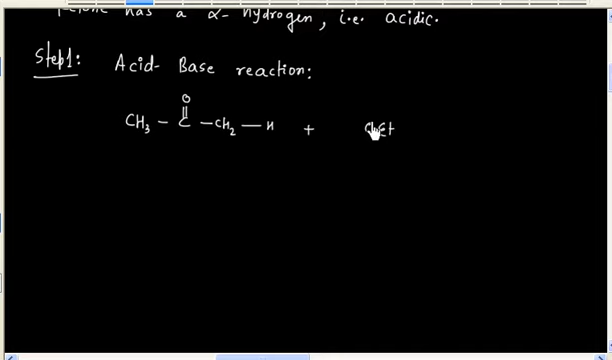 has a α- hydrogen, i.e. acidic.
Step1: Acid- Base reaction:
O
CH3 - C - CH2 — H +